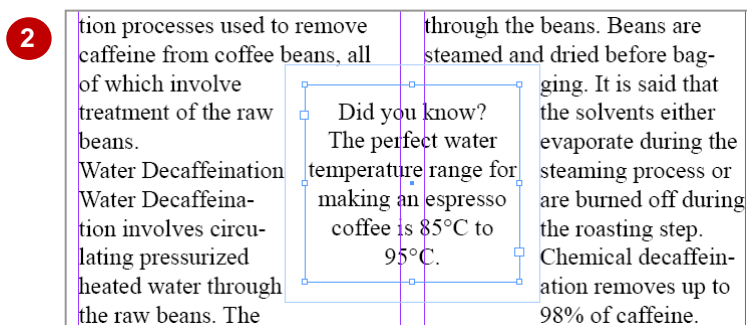 2
tion processes used to remove
caffeine from coffee beans, all
of which involve
treatment of the raw
beans.
Water Decaffeination
Water Decaffeina-
tion involves circu-
lating pressurized
heated water through
the raw beans. The
Did you know?
The perfect water
temperature range for
making an espresso
coffee is 85°C to
95°C.
through the beans. Beans are
steamed and dried before bag-
ging. It is said that
the solvents either
evaporate during the
steaming process or
are burned off during
the roasting step.
Chemical decaffein-
ation removes up to
98% of caffeine.